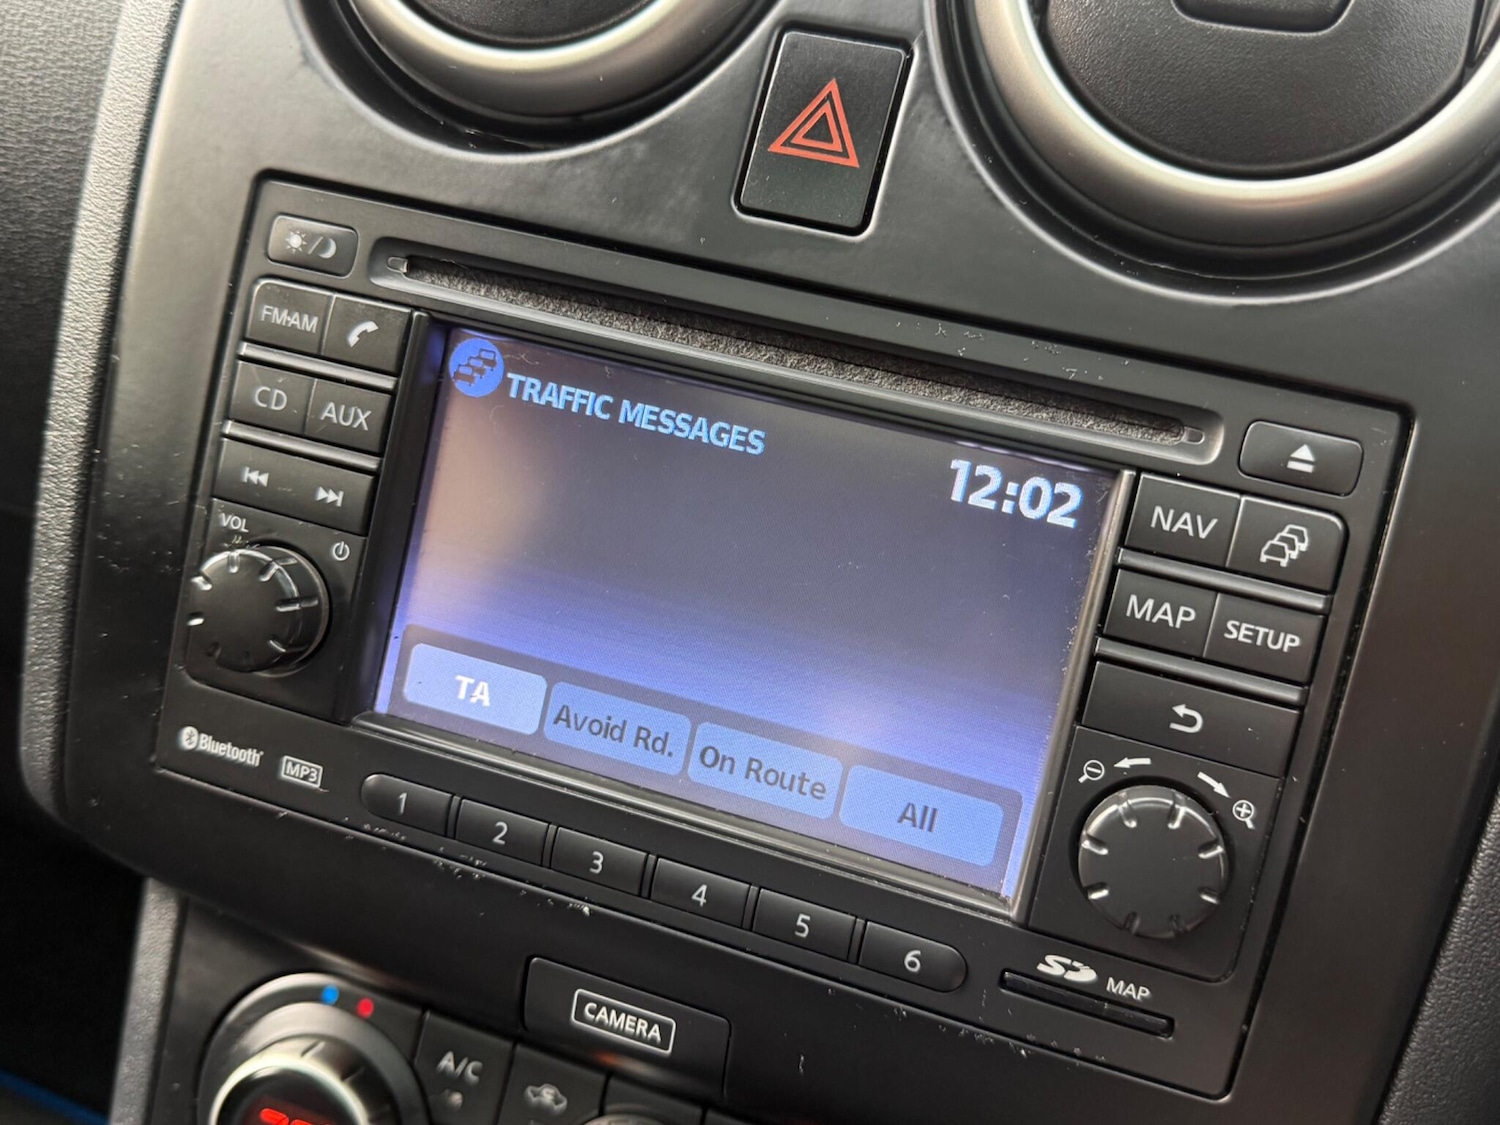 FM·AM
CD
AUX
VOL
TRAFFIC MESSAGES
12:02
TA
Avoid Rd.
On Route
All
NAV
MAP
SETUP
Bluetooth
MP3
1
2
3
4
5
6
SD MAP
CAMERA
A/C